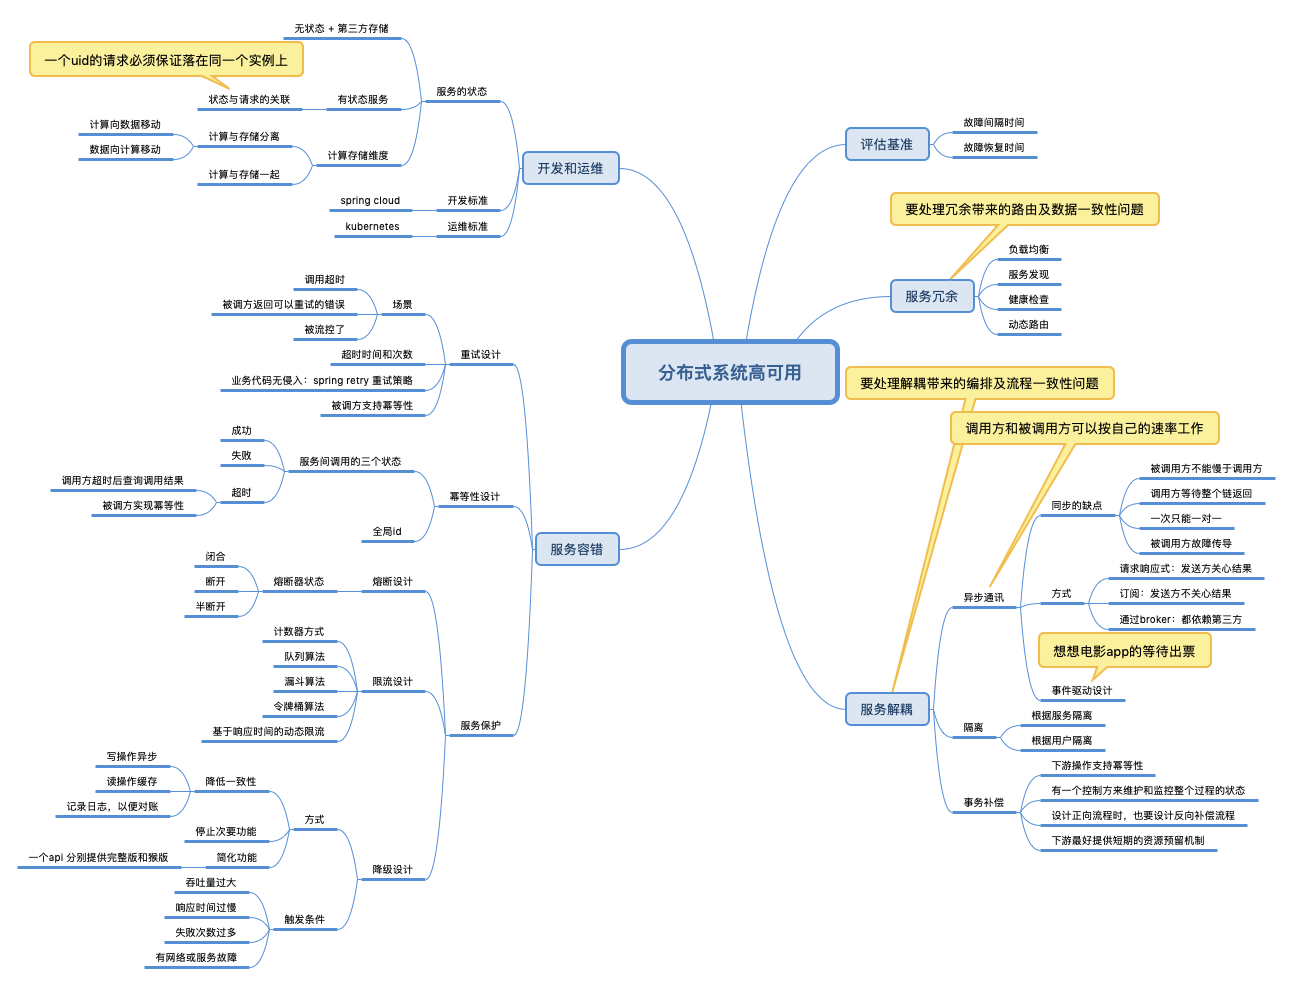 分布式系统高可用
评估基准
故障间隔时间
故障恢复时间
要处理冗余带来的路由及数据一致性问题
服务冗余
负载均衡
服务发现
健康检查
动态路由
要处理解耦带来的编排及流程一致性问题
服务解耦
调用方和被调用方可以按自己的速率工作
异步通讯
同步的缺点
被调用方不能慢于调用方
调用方等待整个链返回
一次只能一对一
被调用方故障传导
方式
请求响应式：发送方关心结果
订阅：发送方不关心结果
通过broker：都依赖第三方
想想电影app的等待出票
事件驱动设计
隔离
根据服务隔离
根据用户隔离
事务补偿
下游操作支持幂等性
有一个控制方来维护和监控整个过程的状态
设计正向流程时，也要设计反向补偿流程
下游最好提供短期的资源预留机制
开发和运维
服务的状态
无状态 + 第三方存储
一个uid的请求必须保证落在同一个实例上
有状态服务
状态与请求的关联
计算存储维度
计算与存储分离
计算向数据移动
数据向计算移动
计算与存储一起
开发标准
spring cloud
运维标准
kubernetes
服务容错
重试设计
场景
调用超时
被调方返回可以重试的错误
被流控了
超时时间和次数
业务代码无侵入：spring retry 重试策略
被调方支持幂等性
幂等性设计
服务间调用的三个状态
成功
失败
超时
调用方超时后查询调用结果
被调方实现幂等性
全局id
服务保护
熔断设计
熔断器状态
闭合
断开
半断开
限流设计
计数器方式
队列算法
漏斗算法
令牌桶算法
基于响应时间的动态限流
降级设计
方式
降低一致性
写操作异步
读操作缓存
记录日志，以便对账
停止次要功能
简化功能
一个api 分别提供完整版和猴版
触发条件
吞吐量过大
响应时间过慢
失败次数过多
有网络或服务故障